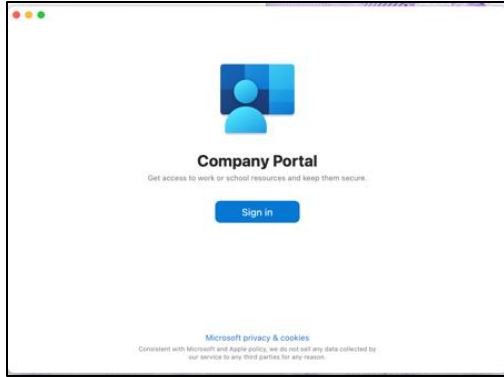 Company Portal
Get access to work or school resources and keep them secure.
Sign in
Microsoft privacy & cookies
Consistent with Microsoft and Apple policy, we do not sell any data collected by
our service to any third parties for any reason.